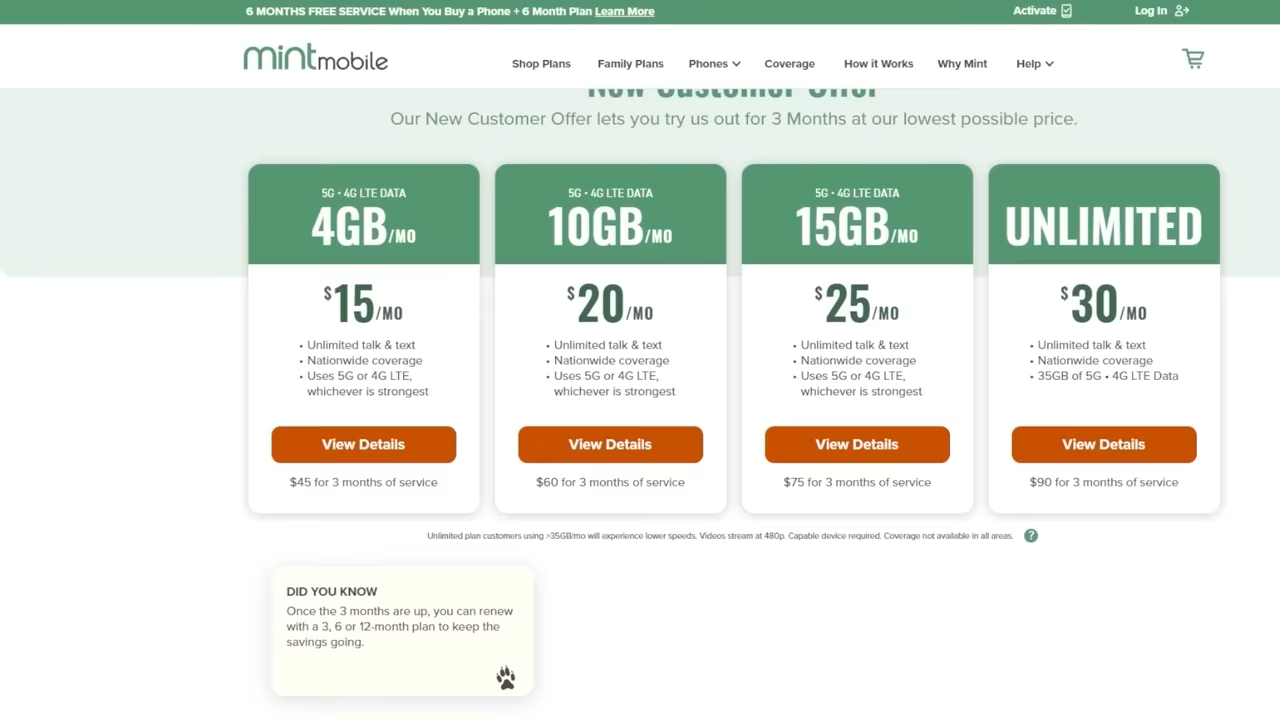 6 MONTHS FREE SERVICE When You Buy a Phone + 6 Month Plan Learn More
Activate
Log In
mintmobile
Shop Plans
Family Plans
Phones
Coverage
How it Works
Why Mint
Help
New Customer Offer
Our New Customer Offer lets you try us out for 3 Months at our lowest possible price.
5G • 4G LTE DATA
4GB/MO
$15/MO
• Unlimited talk & text
• Nationwide coverage
• Uses 5G or 4G LTE,
whichever is strongest
View Details
$45 for 3 months of service
5G • 4G LTE DATA
10GB/MO
$20/MO
• Unlimited talk & text
• Nationwide coverage
• Uses 5G or 4G LTE,
whichever is strongest
View Details
$60 for 3 months of service
5G • 4G LTE DATA
15GB/MO
$25/MO
• Unlimited talk & text
• Nationwide coverage
• Uses 5G or 4G LTE,
whichever is strongest
View Details
$75 for 3 months of service
UNLIMITED
$30/MO
• Unlimited talk & text
• Nationwide coverage
• 35GB of 5G • 4G LTE Data
View Details
$90 for 3 months of service
Unlimited plan customers using >35GB/mo will experience lower speeds. Videos stream at 480p. Capable device required. Coverage not available in all areas.
?
DID YOU KNOW
Once the 3 months are up, you can renew
with a 3, 6 or 12-month plan to keep the
savings going.